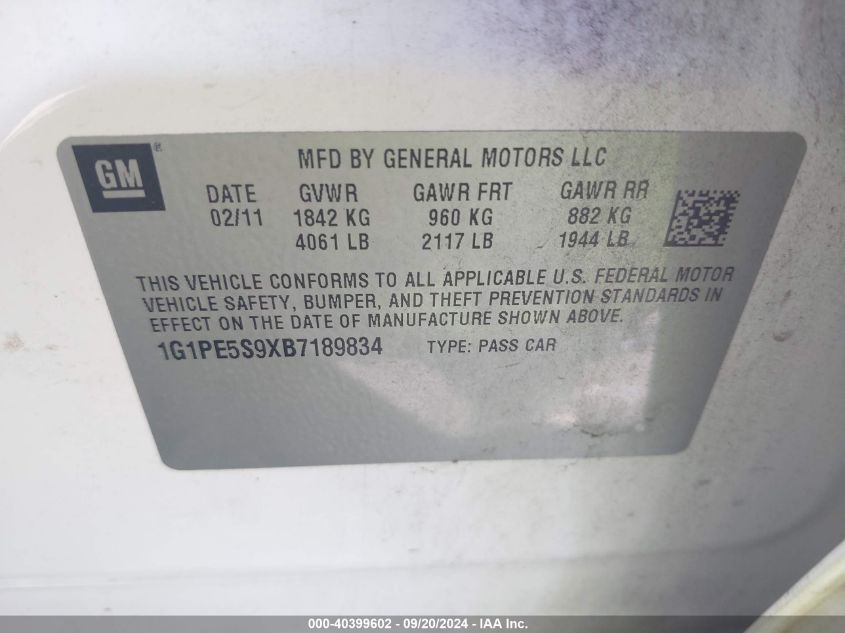 GM®
MFD BY GENERAL MOTORS LLC
DATE GVWR GAWR FRT GAWR RR
02/11 1842 KG 960 KG 882 KG
4061 LB 2117 LB 1944 LB
THIS VEHICLE CONFORMS TO ALL APPLICABLE U.S. FEDERAL MOTOR
VEHICLE SAFETY, BUMPER, AND THEFT PREVENTION STANDARDS IN
EFFECT ON THE DATE OF MANUFACTURE SHOWN ABOVE.
1G1PE5S9XB7189834 TYPE: PASS CAR
000-40399602 - 09/20/2024 - IAA Inc.